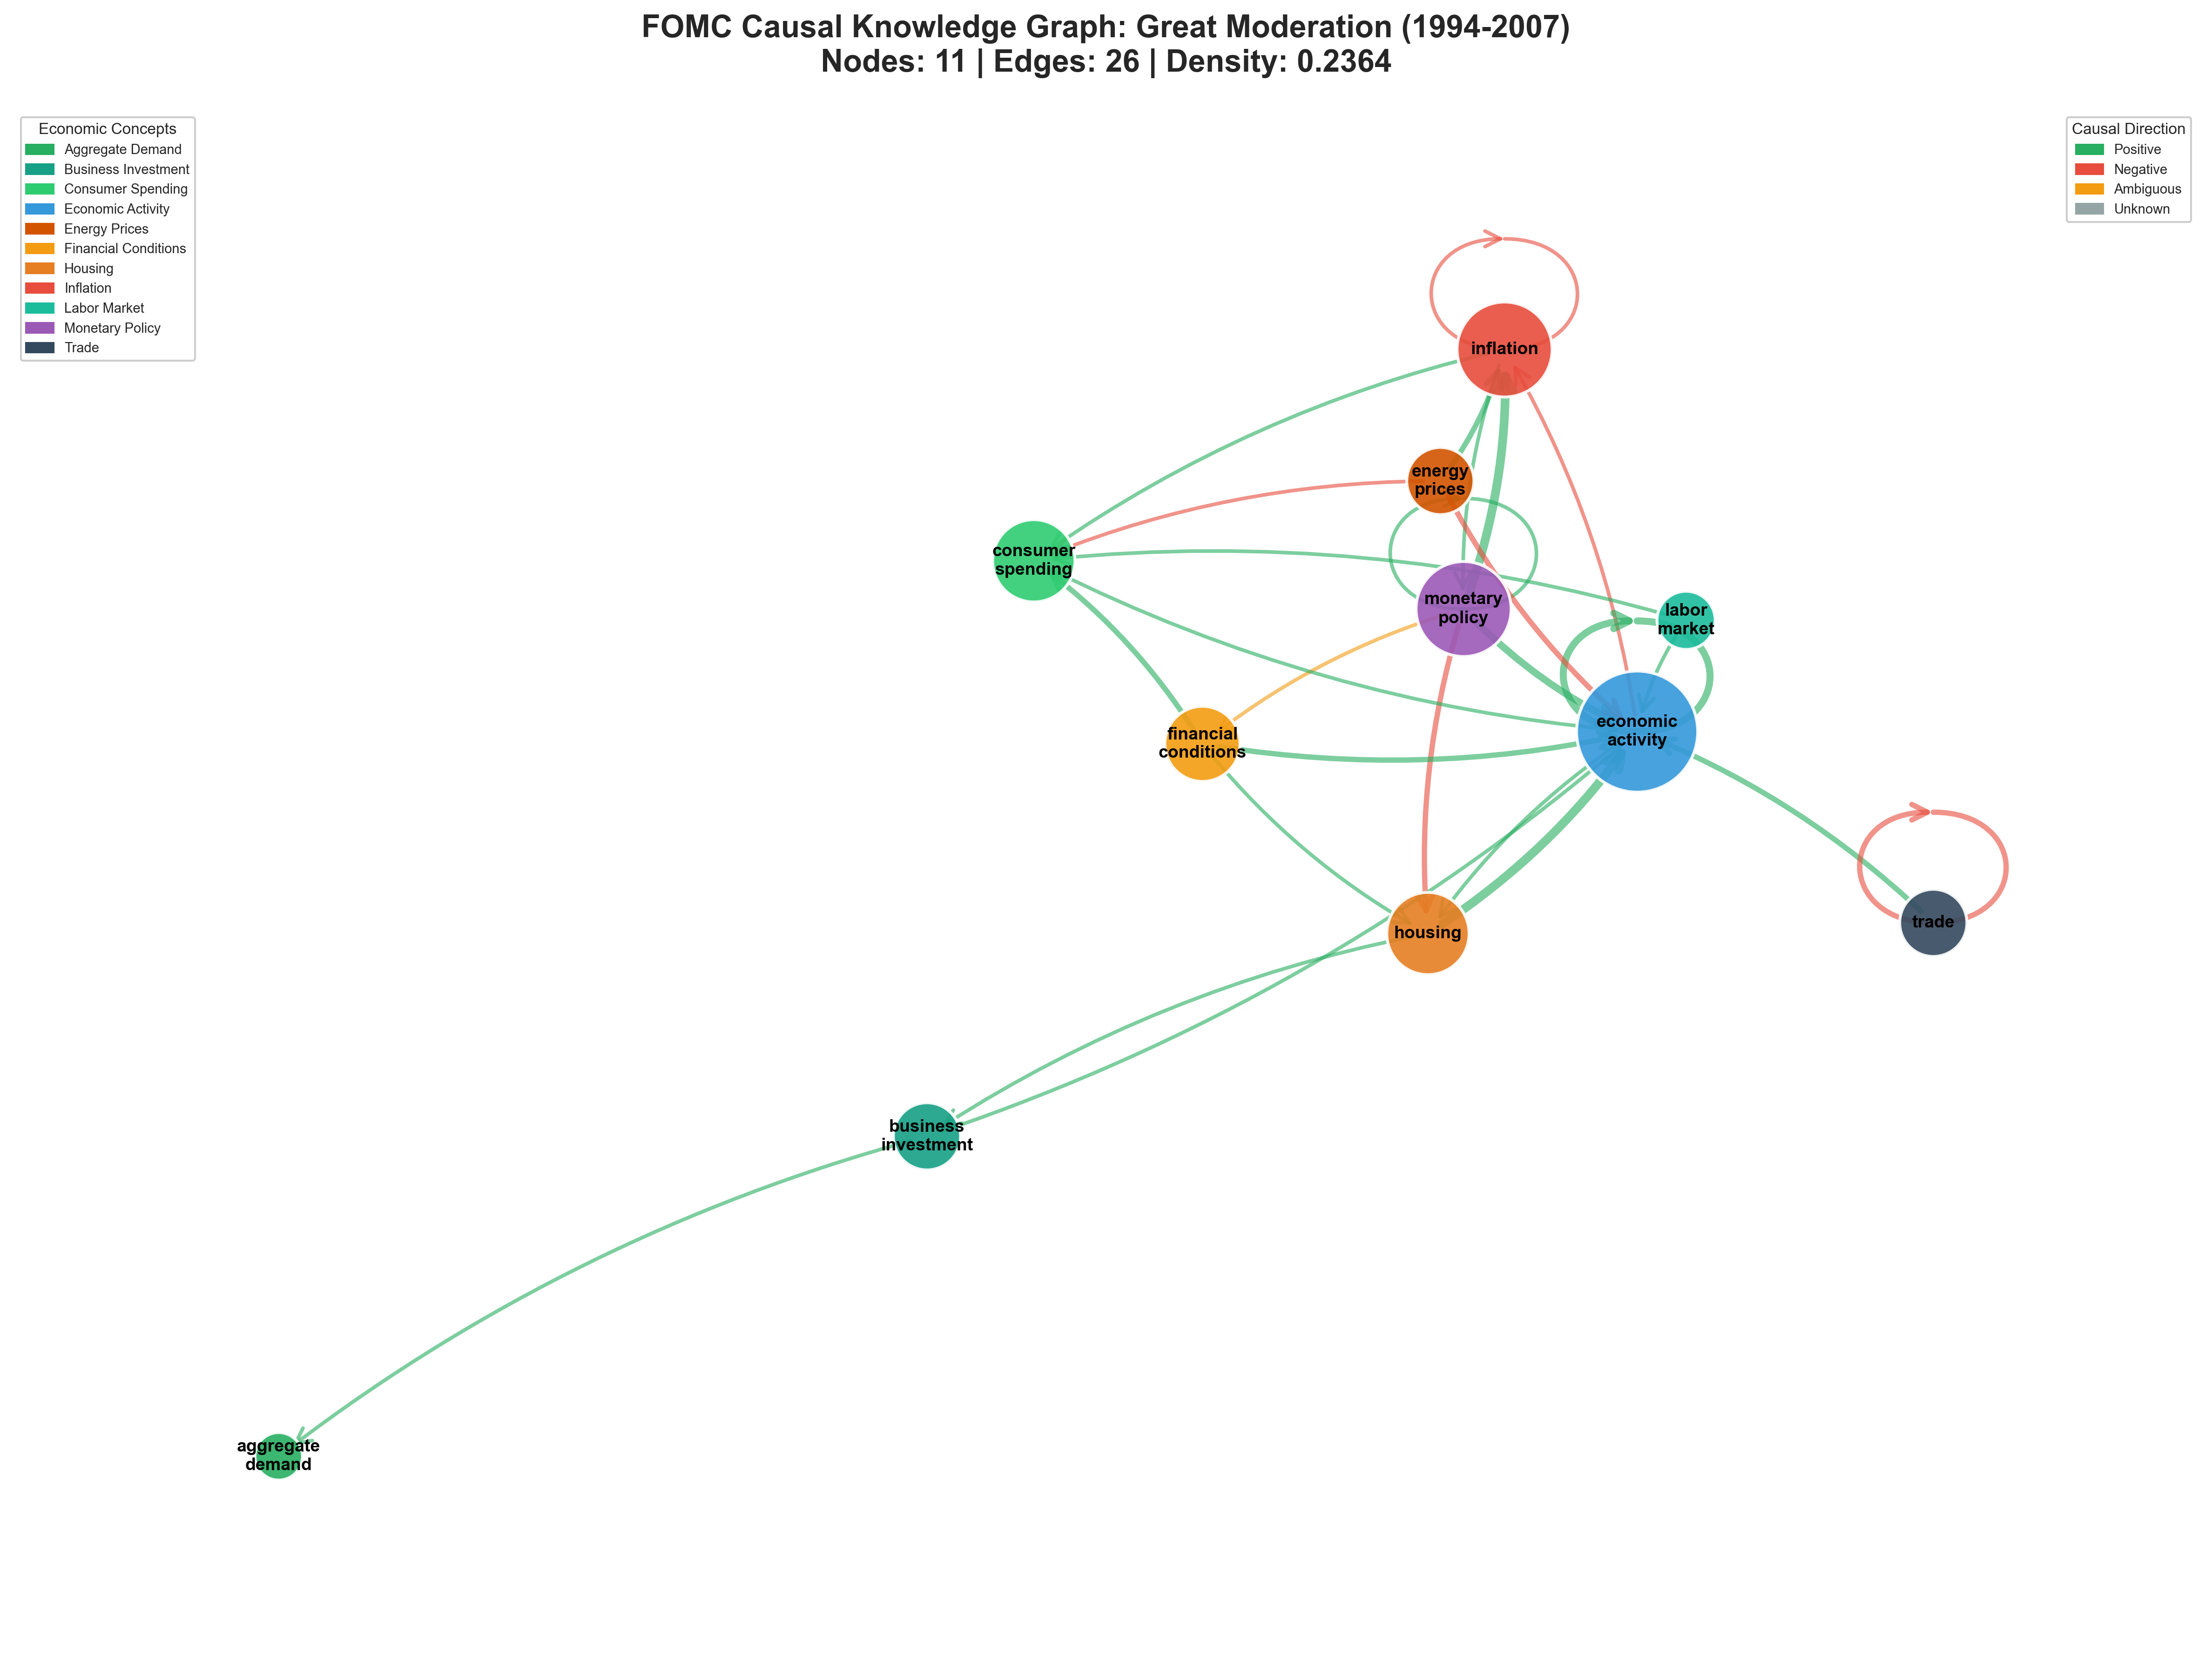 FOMC Causal Knowledge Graph: Great Moderation (1994-2007)
Nodes: 11 | Edges: 26 | Density: 0.2364
Economic Concepts
Aggregate Demand
Business Investment
Consumer Spending
Economic Activity
Energy Prices
Financial Conditions
Housing
Inflation
Labor Market
Monetary Policy
Trade
Causal Direction
Positive
Negative
Ambiguous
Unknown
inflation
energy
prices
consumer
spending
monetary
policy
labor
market
economic
activity
financial
conditions
housing
trade
business
investment
aggregate
demand